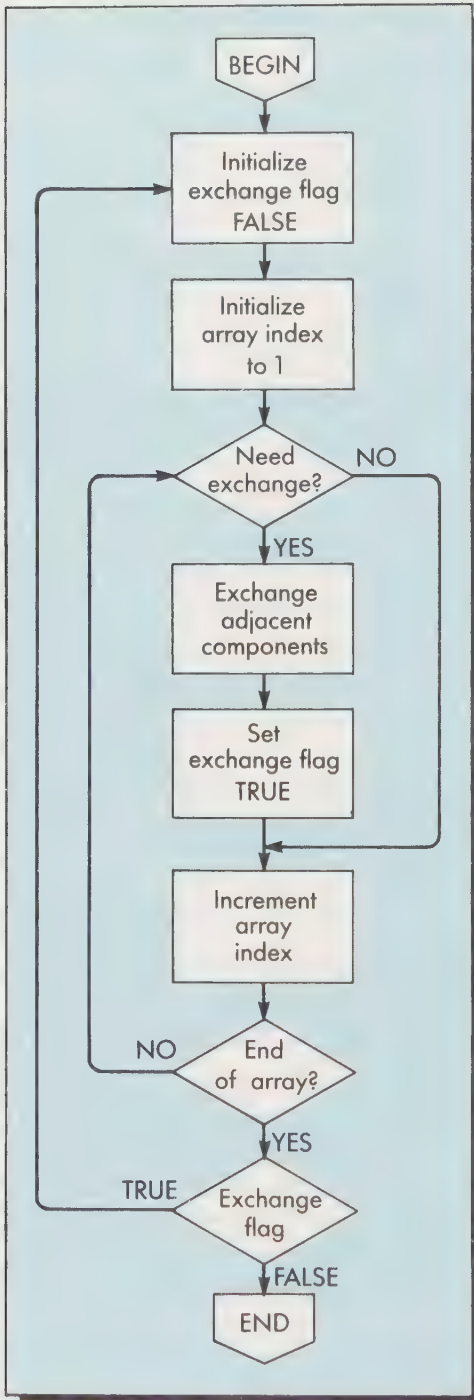 BEGIN
Initialize
exchange flag
FALSE
Initialize
array index
to 1
Need
exchange?
NO
YES
Exchange
adjacent
components
Set
exchange flag
TRUE
Increment
array
index
NO
End
of array?
YES
TRUE
Exchange
flag
FALSE
END